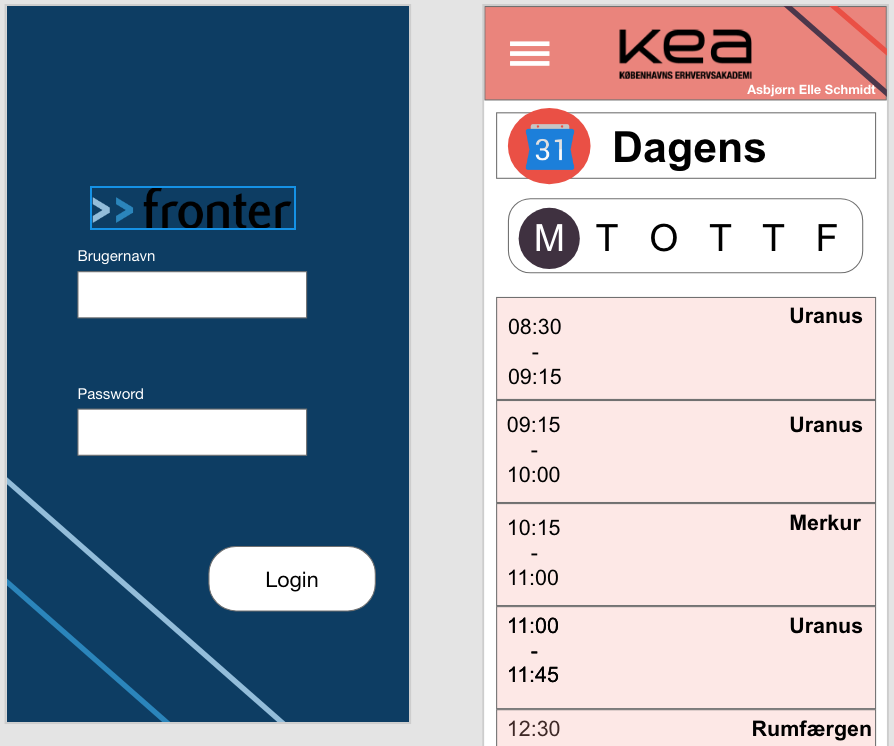 >> fronter
Brugernavn
Password
Login
kea
KØBENHAVNS ERHVERVSAKADEMI
Asbjørn Elle Schmidt
31
Dagens
M T O T T F
08:30
-
09:15
Uranus
09:15
-
10:00
Uranus
10:15
-
11:00
Merkur
11:00
-
11:45
Uranus
12:30
Rumfærgen